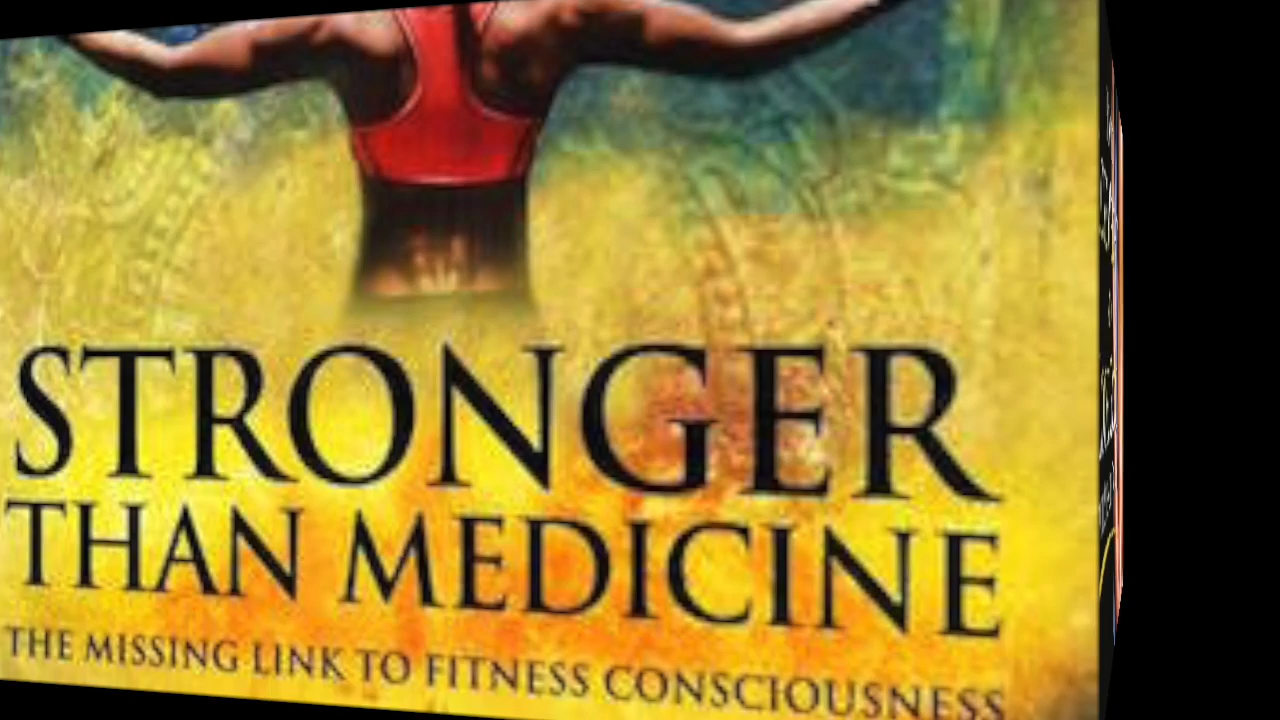 STRONGER
THAN MEDICINE
THE MISSING LINK TO FITNESS CONSCIOUSNESS